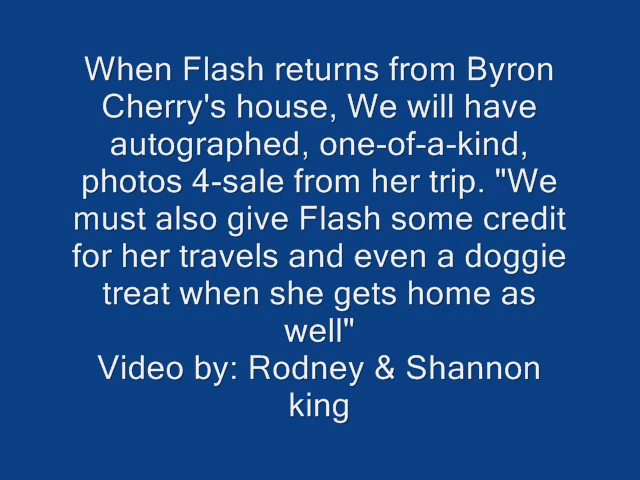 When Flash returns from Byron
Cherry's house, We will have
autographed, one-of-a-kind,
photos 4-sale from her trip. "We
must also give Flash some credit
for her travels and even a doggie
treat when she gets home as
well"
Video by: Rodney & Shannon
king